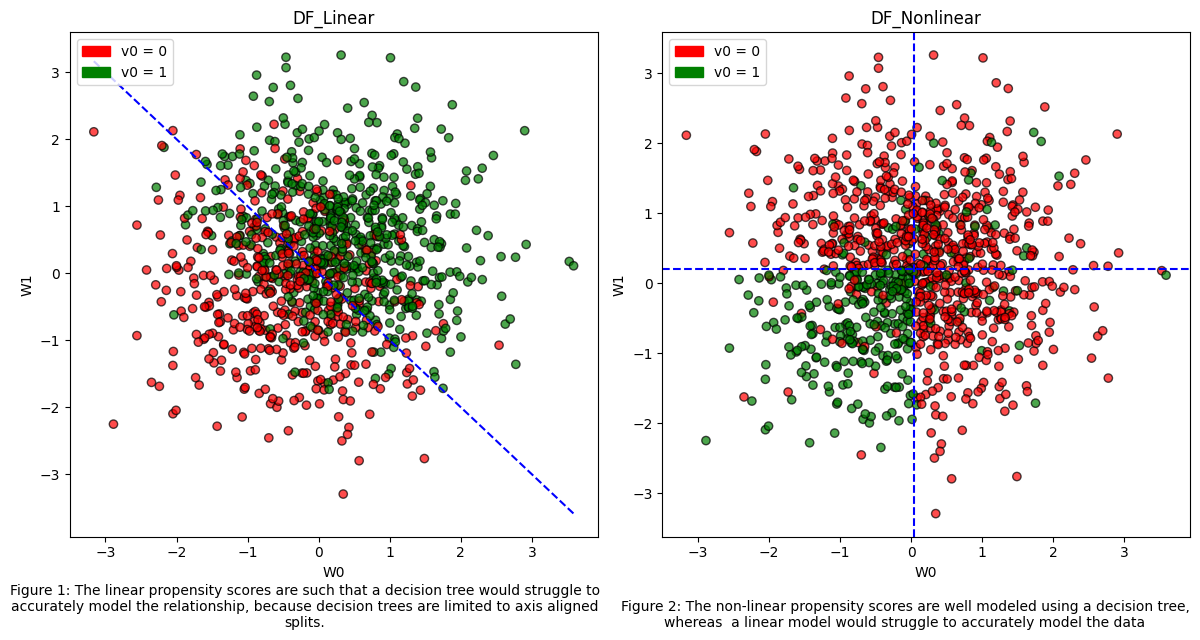 DF_Linear
v0 = 0
v0 = 1
3
2
1
0
−1
−2
−3
W1
−3
−2
−1
0
1
2
3
W0
Figure 1: The linear propensity scores are such that a decision tree would struggle to
accurately model the relationship, because decision trees are limited to axis aligned
splits.
DF_Nonlinear
v0 = 0
v0 = 1
3
2
1
0
−1
−2
−3
W1
−3
−2
−1
0
1
2
3
W0
Figure 2: The non-linear propensity scores are well modeled using a decision tree,
whereas  a linear model would struggle to accurately model the data